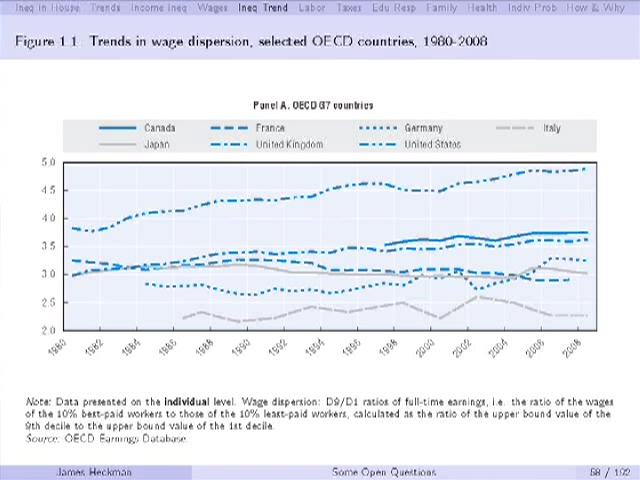 Ineq in House Trends Income Ineq Wages Ineq Trend Labor Taxes Edu Resp Family Health Indiv Prob How & Why
Figure 1.1. Trends in wage dispersion, selected OECD countries, 1980-2008
Panel A. OECD G7 countries
Canada France Germany Italy
Japan United Kingdom United States
5.0
4.5
4.0
3.5
3.0
2.5
2.0
1980 1982 1984 1986 1988 1990 1992 1994 1996 1998 2000 2002 2004 2006 2008
Note: Data presented on the individual level. Wage dispersion: D9/D1 ratios of full-time earnings, i.e. the ratio of the wages
of the 10% best-paid workers to those of the 10% least-paid workers, calculated as the ratio of the upper bound value of the
9th decile to the upper bound value of the 1st decile.
Source: OECD Earnings Database.
James Heckman Some Open Questions 58 / 192